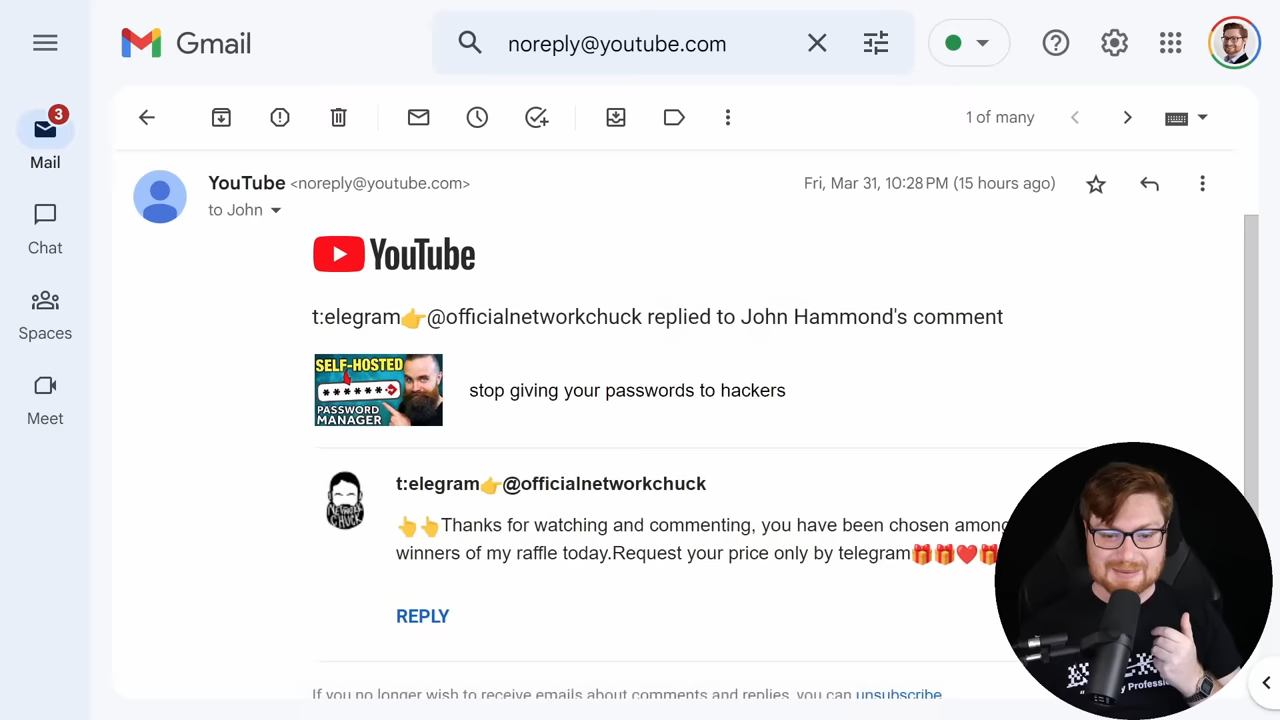 Gmail
noreply@youtube.com
3
Mail
Chat
Spaces
Meet
1 of many
YouTube <noreply@youtube.com>
Fri, Mar 31, 10:28 PM (15 hours ago)
to John
YouTube
t:elegram👉@officialnetworkchuck replied to John Hammond's comment
SELF-HOSTED
PASSWORD
MANAGER
stop giving your passwords to hackers
t:elegram👉@officialnetworkchuck
NETWORK
CHUCK
👆👆Thanks for watching and commenting, you have been chosen among
winners of my raffle today.Request your price only by telegram🎁🎁❤️🎁
REPLY
If you no longer wish to receive emails about comments and replies, you can unsubscribe